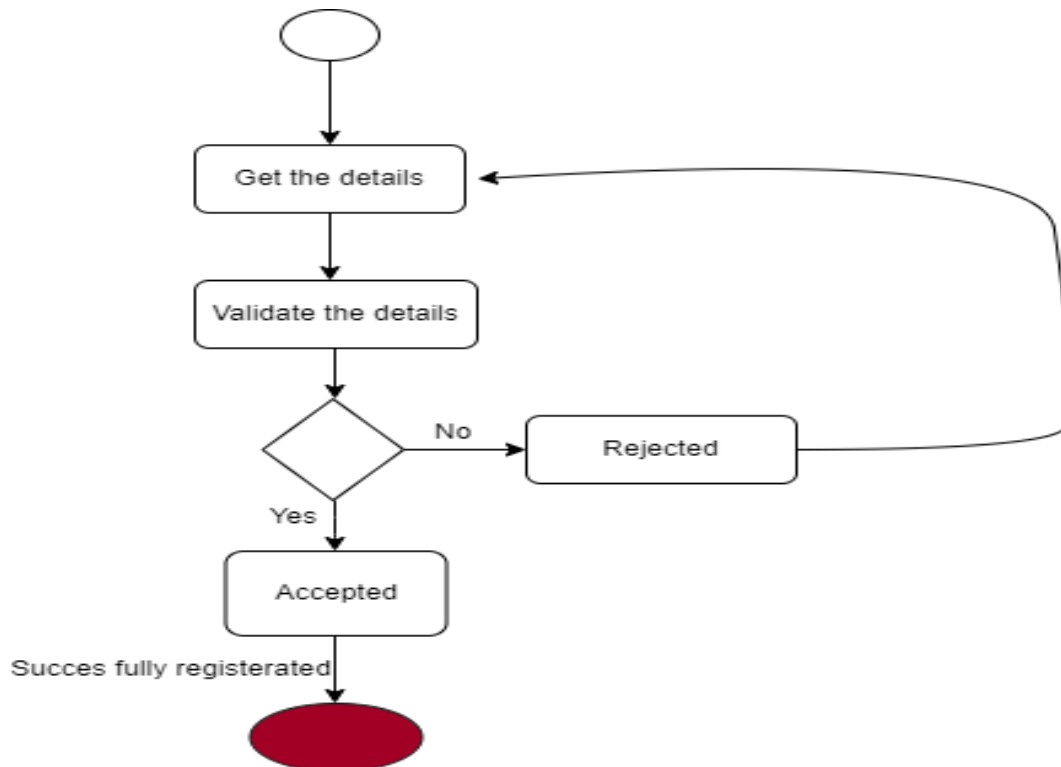 Get the details
Validate the details
No
Rejected
Yes
Accepted
Succes fully registerated